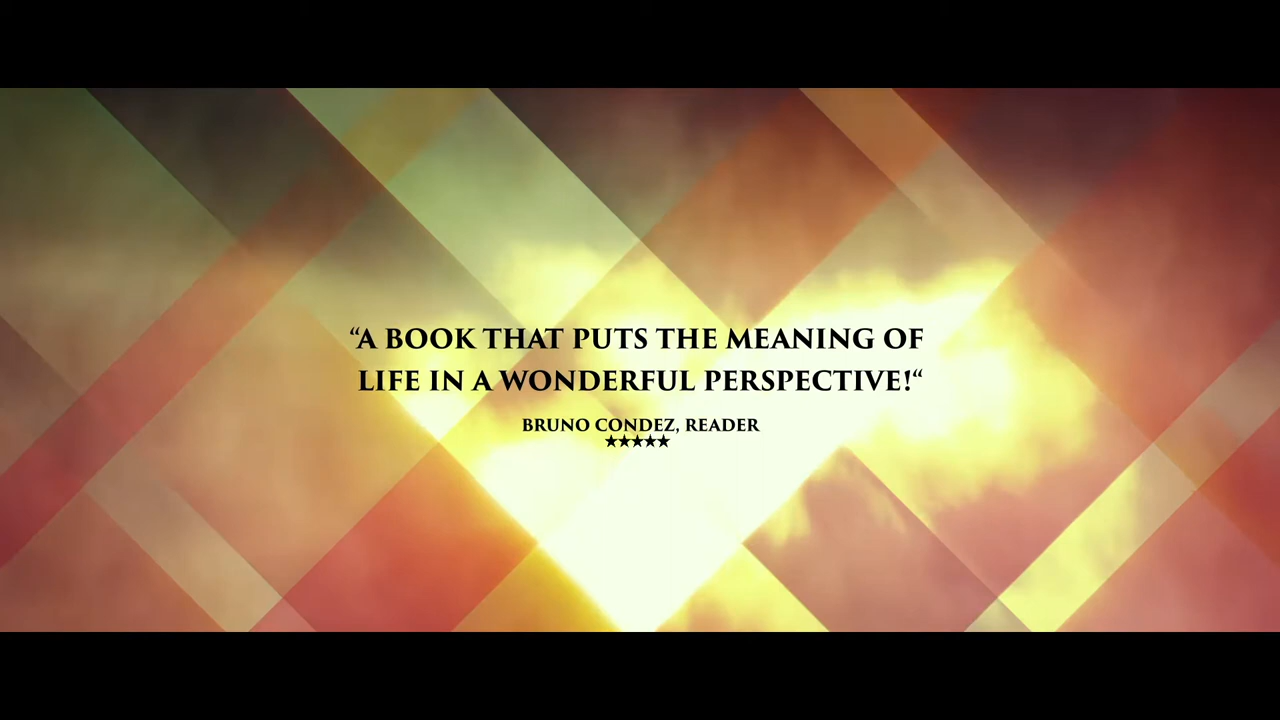 “A BOOK THAT PUTS THE MEANING OF
LIFE IN A WONDERFUL PERSPECTIVE!“
BRUNO CONDEZ, READER
★★★★★